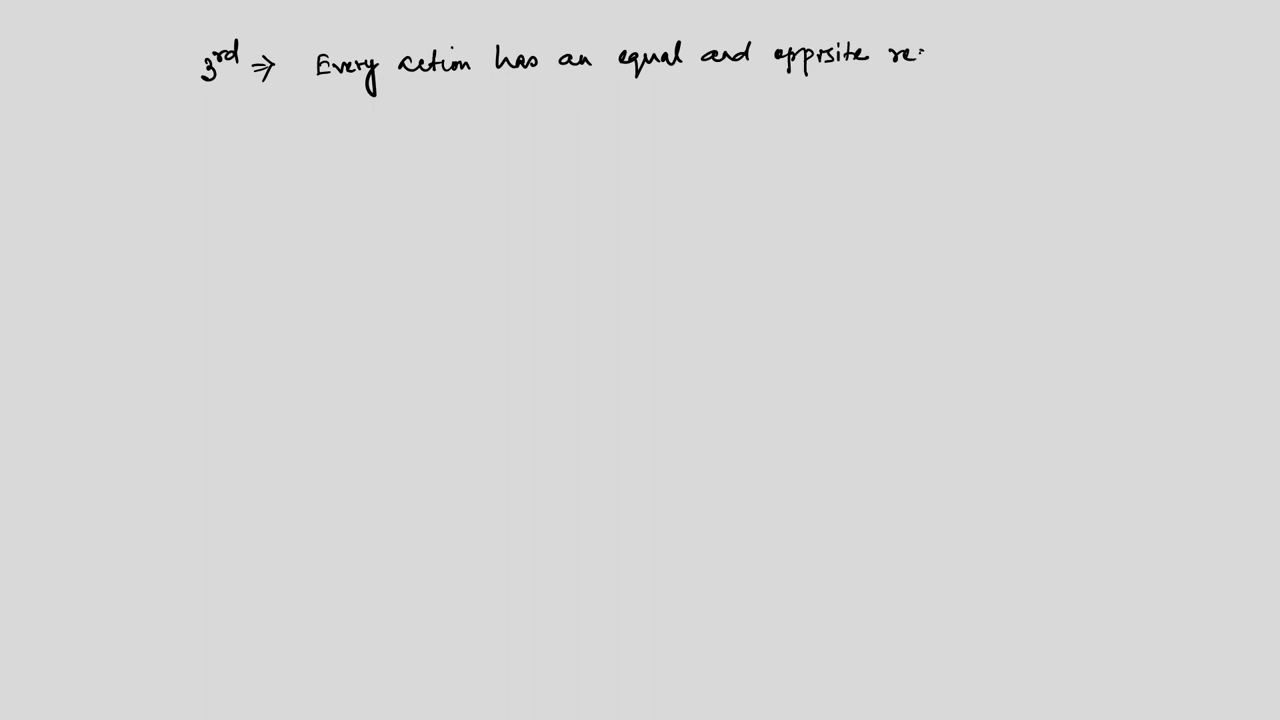 3rd ⇒ Every action has an equal and opposite re